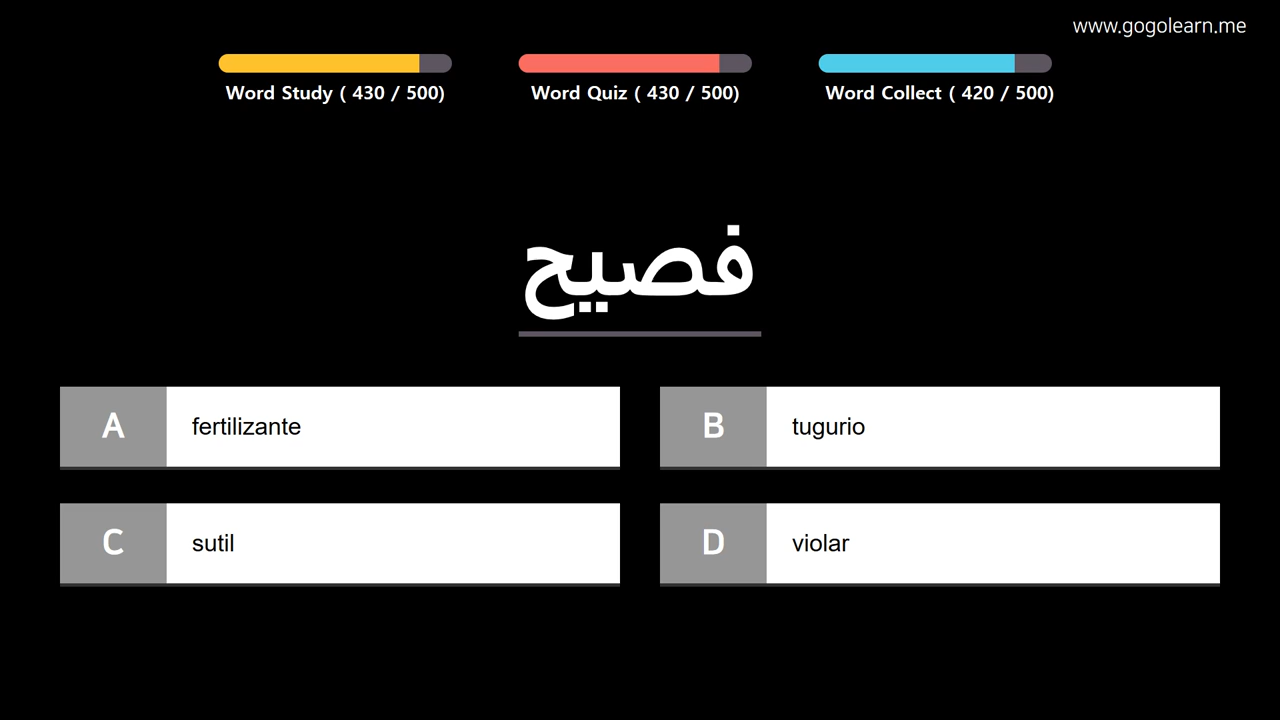 www.gogolearn.me
Word Study ( 430 / 500)
Word Quiz ( 430 / 500)
Word Collect ( 420 / 500)
فصيح
A fertilizante
B tugurio
C sutil
D violar